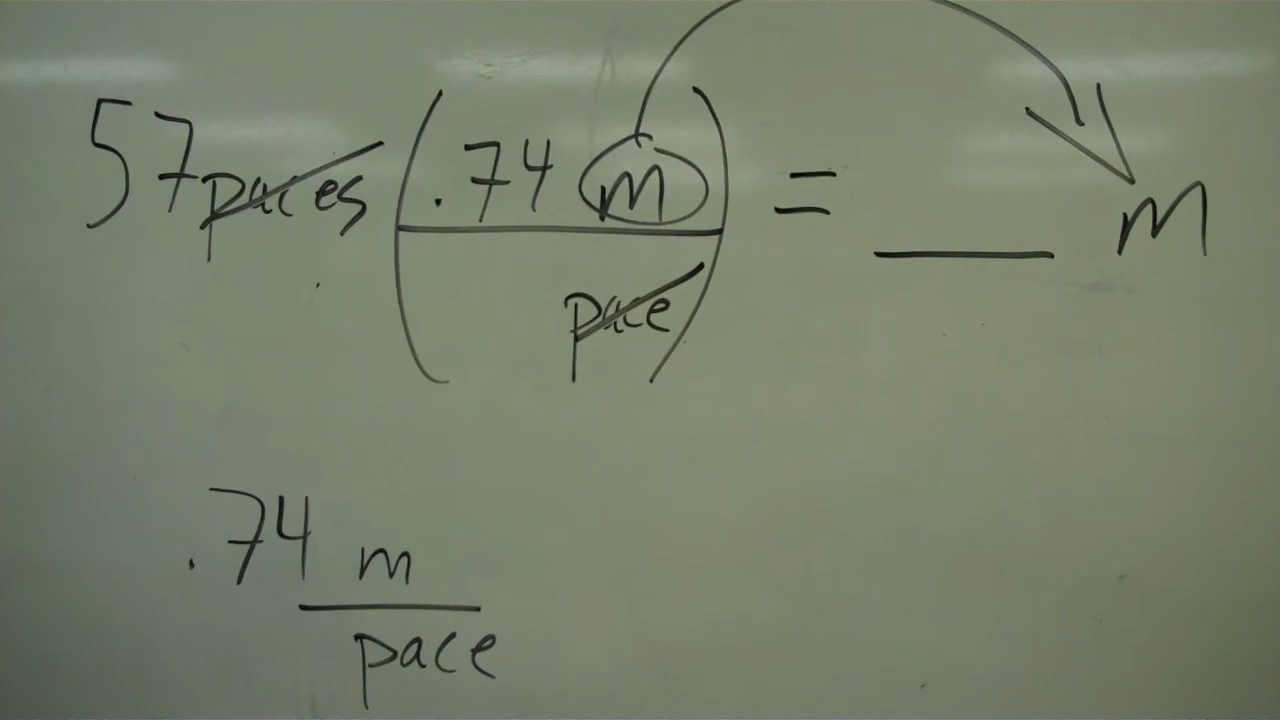 57 paces (.74 m / pace) = ___ m
.74 m / pace